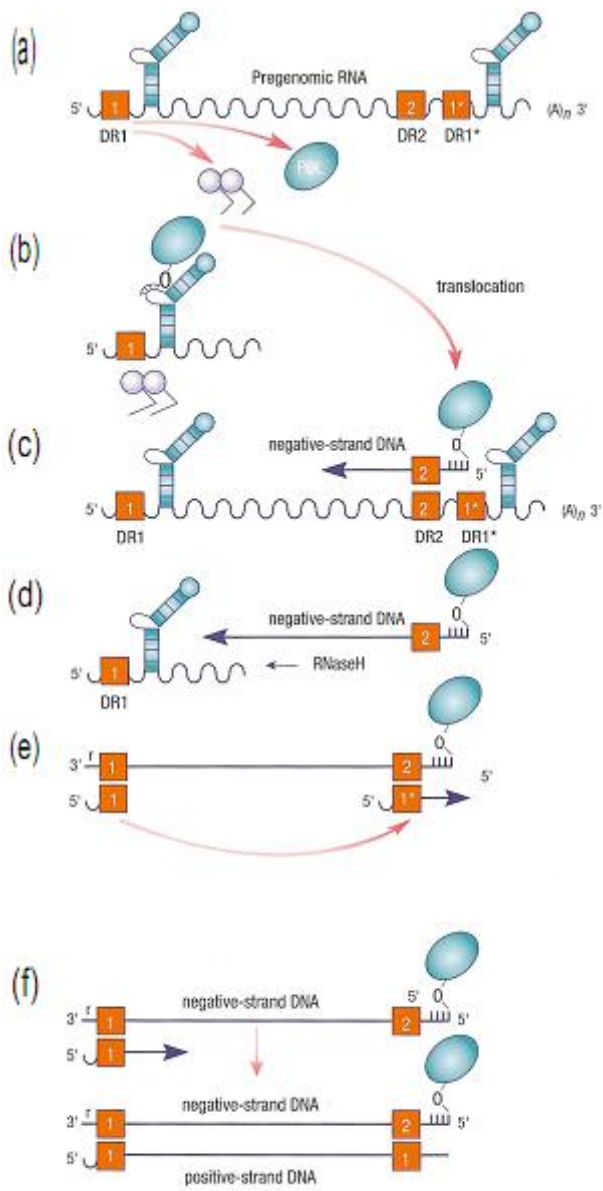 (a)
Pregenomic RNA
5' 1 2 1* (A)n 3'
DR1 DR2 DR1*
POL
(b)
translocation
5' 1
(c)
negative-strand DNA 2 5'
5' 1 2 1* (A)n 3'
DR1 DR2 DR1*
(d)
negative-strand DNA 2 5'
5' 1 RNaseH
DR1
(e)
3' r 1 2 5'
5' 1 5' 1*
(f)
negative-strand DNA 5'
3' r 1 2 5'
5' 1
negative-strand DNA
3' r 1 2 5'
5' 1 1
positive-strand DNA